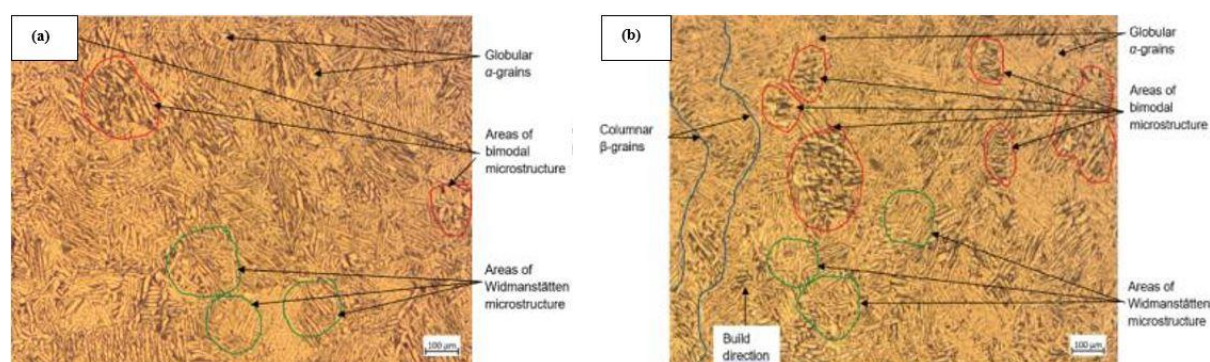 (a)
Globular
α-grains
Areas of
bimodal
microstructure
Areas of
Widmanstätten
microstructure
100 µm
(b)
Globular
α-grains
Areas of
bimodal
microstructure
Columnar
β-grains
Areas of
Widmanstätten
microstructure
Build
direction
100 µm